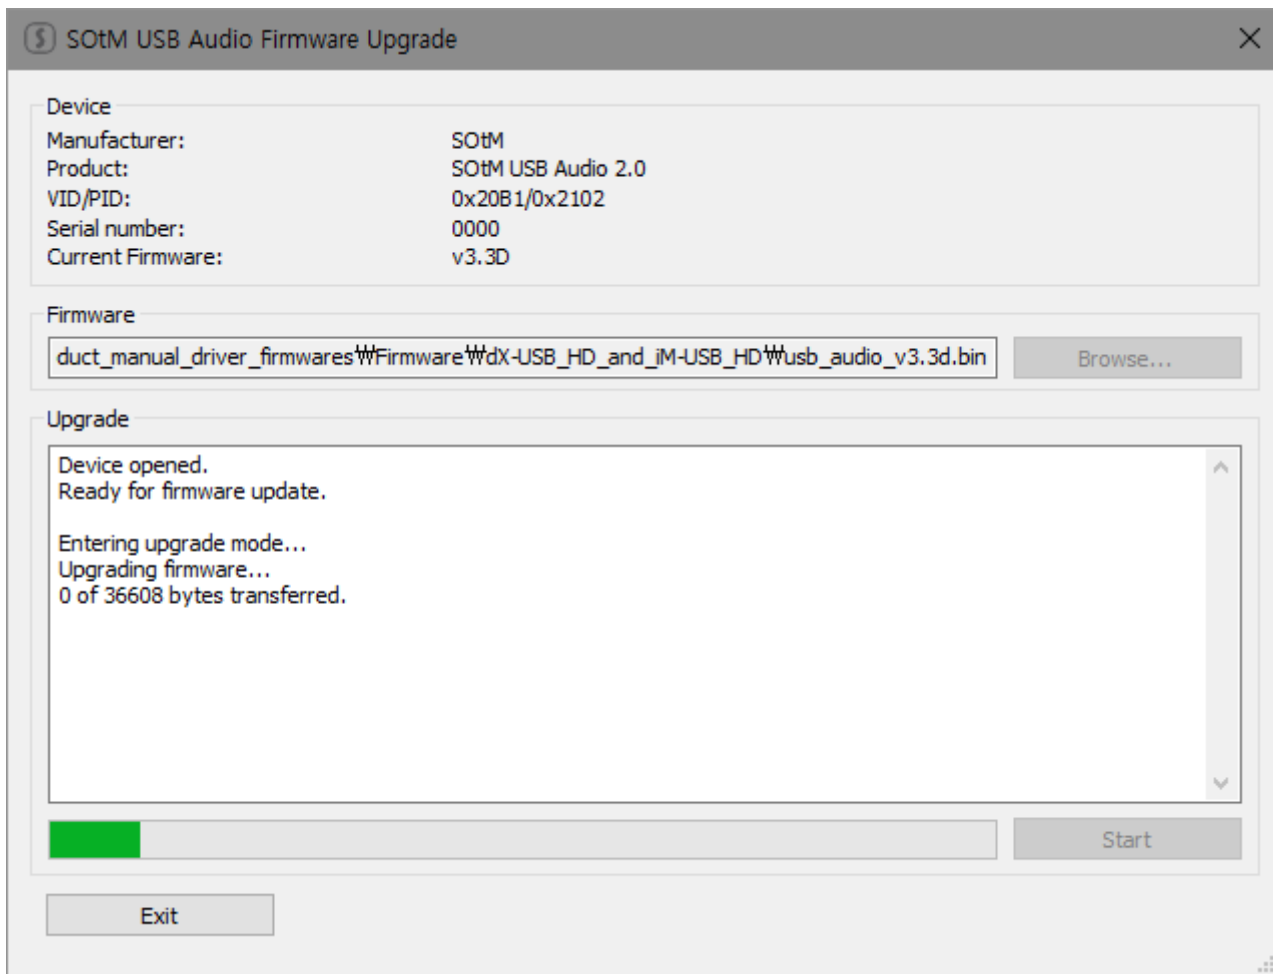 SOtM USB Audio Firmware Upgrade
Device
Manufacturer: SOtM
Product: SOtM USB Audio 2.0
VID/PID: 0x20B1/0x2102
Serial number: 0000
Current Firmware: v3.3D
Firmware
duct_manual_driver_firmwares₩Firmware₩dX-USB_HD_and_iM-USB_HD₩usb_audio_v3.3d.bin Browse...
Upgrade
Device opened.
Ready for firmware update.
Entering upgrade mode...
Upgrading firmware...
0 of 36608 bytes transferred.
Start
Exit